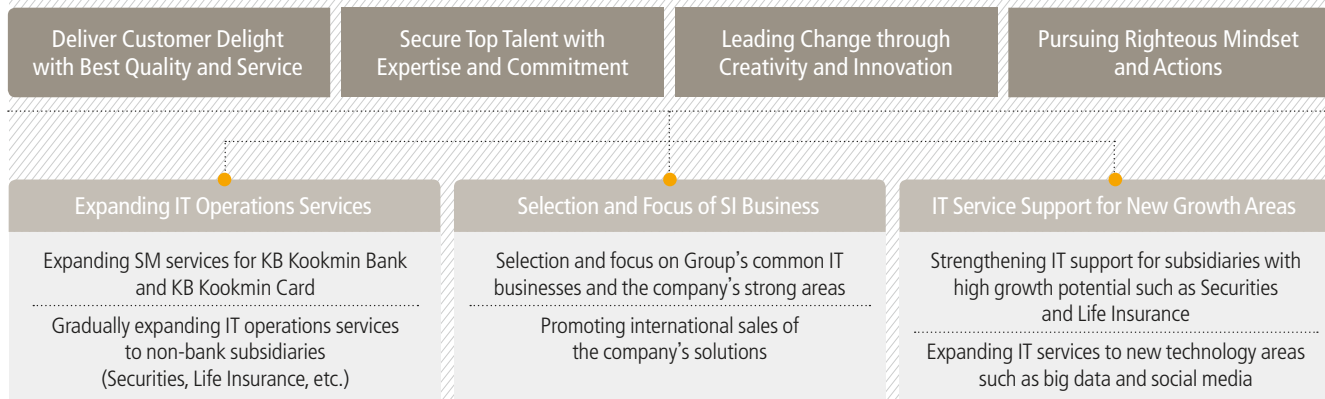 Deliver Customer Delight
with Best Quality and Service
Secure Top Talent with
Expertise and Commitment
Leading Change through
Creativity and Innovation
Pursuing Righteous Mindset
and Actions
Expanding IT Operations Services
Expanding SM services for KB Kookmin Bank
and KB Kookmin Card
Gradually expanding IT operations services
to non-bank subsidiaries
(Securities, Life Insurance, etc.)
Selection and Focus of SI Business
Selection and focus on Group's common IT
businesses and the company's strong areas
Promoting international sales of
the company's solutions
IT Service Support for New Growth Areas
Strengthening IT support for subsidiaries with
high growth potential such as Securities
and Life Insurance
Expanding IT services to new technology areas
such as big data and social media